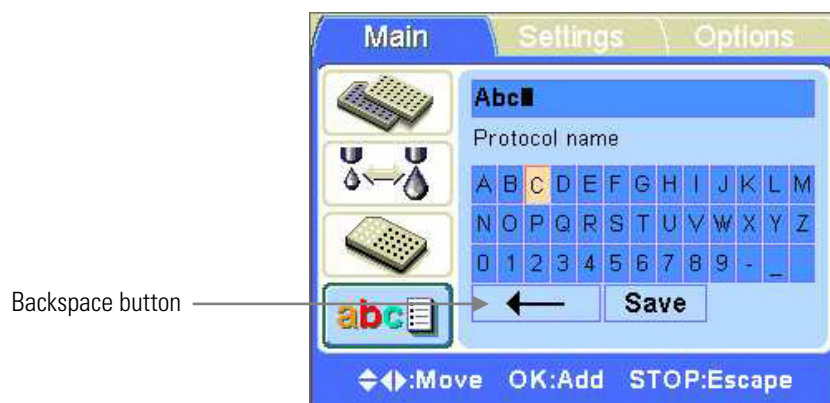 Main Settings Options
Abc
Protocol name
A B C D E F G H I J K L M
N O P Q R S T U V W X Y Z
0 1 2 3 4 5 6 7 8 9 - _
Backspace button
abc
Save
:Move OK:Add STOP:Escape